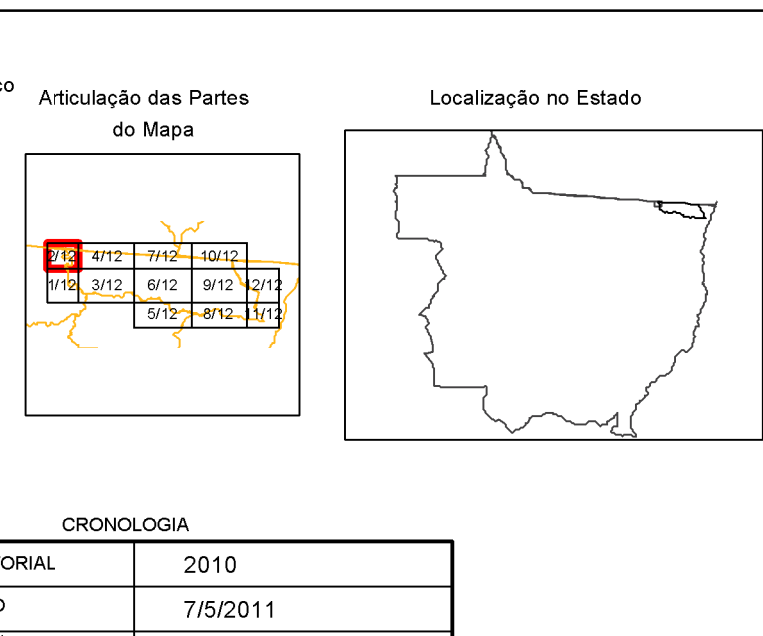 Articulação das Partes
do Mapa
Localização no Estado
2/12 4/12 7/12 10/12
1/12 3/12 6/12 9/12 12/12
5/12 8/12 11/12
CRONOLOGIA
2010
7/5/2011